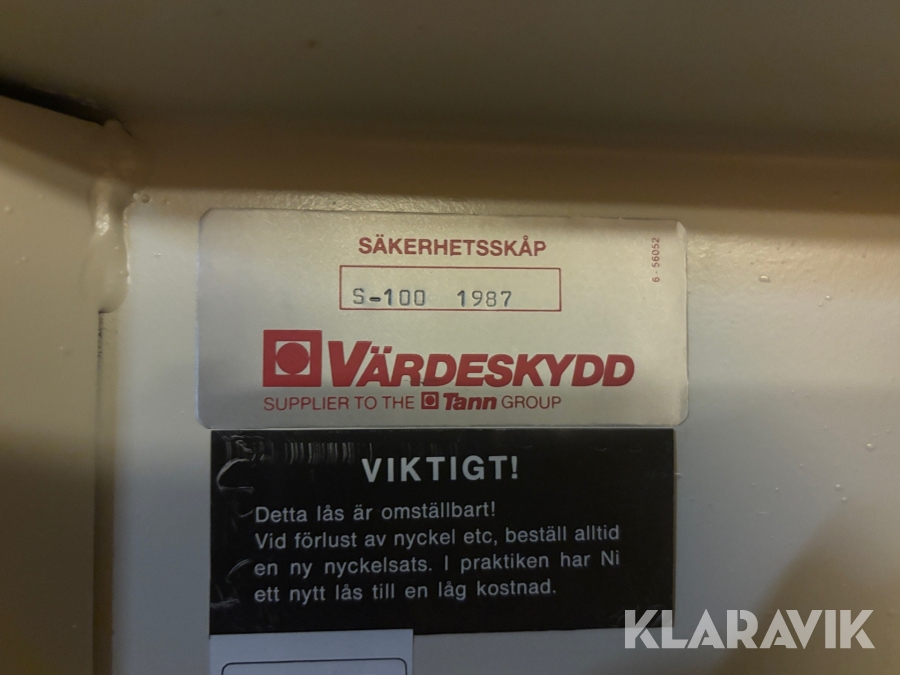 SÄKERHETSSKÅP
S-100 1987
6 - 56052
VÄRDESKYDD
SUPPLIER TO THE Tann GROUP
VIKTIGT!
Detta lås är omställbart!
Vid förlust av nyckel etc, beställ alltid
en ny nyckelsats. I praktiken har Ni
ett nytt lås till en låg kostnad.
KLARAVIK